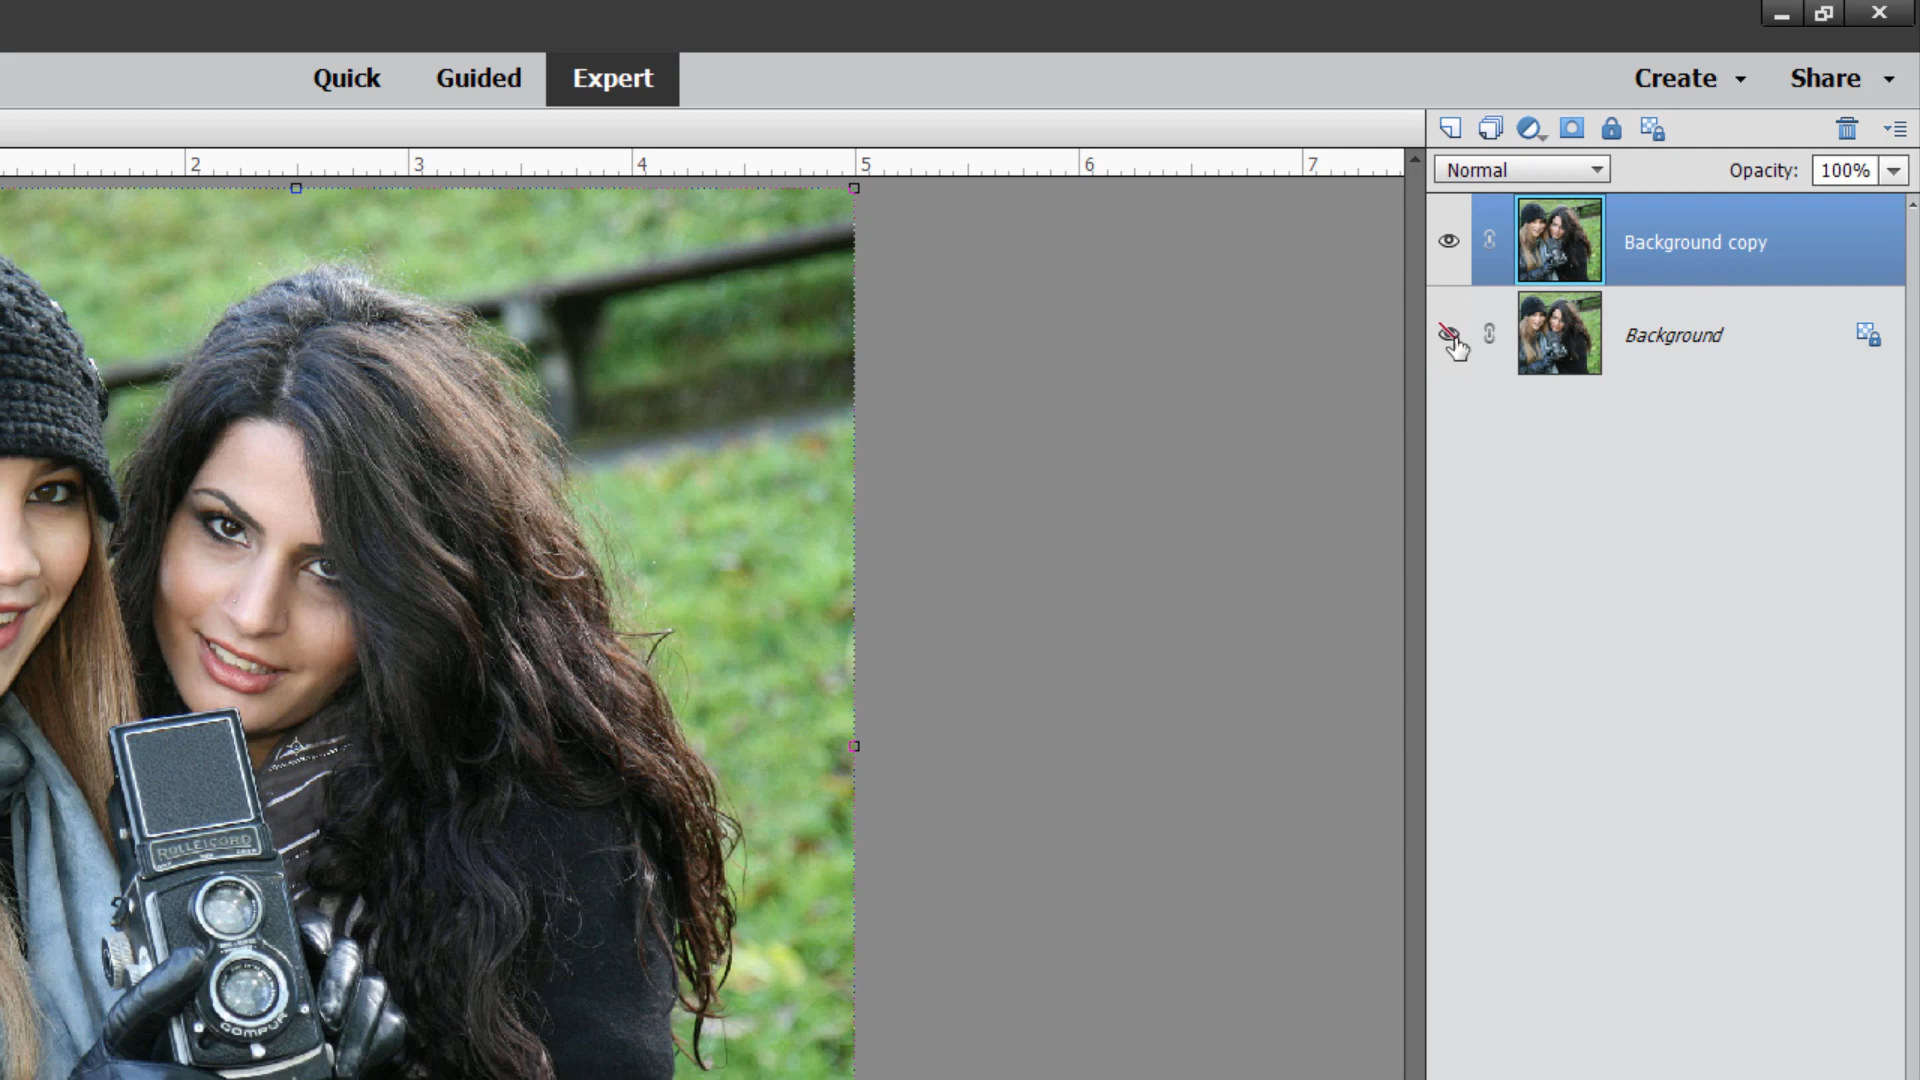 Quick Guided Expert Create Share
2 3 4 5 6 7
Normal Opacity: 100%
Background copy
Background
ROLLEICORD
COMPUR